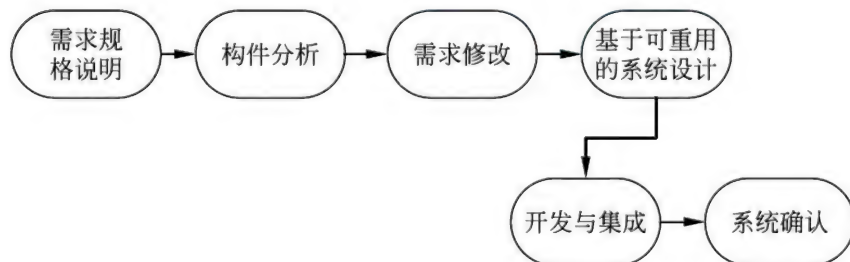 需求规
格说明
构件分析
需求修改
基于可重用
的系统设计
开发与集成
系统确认